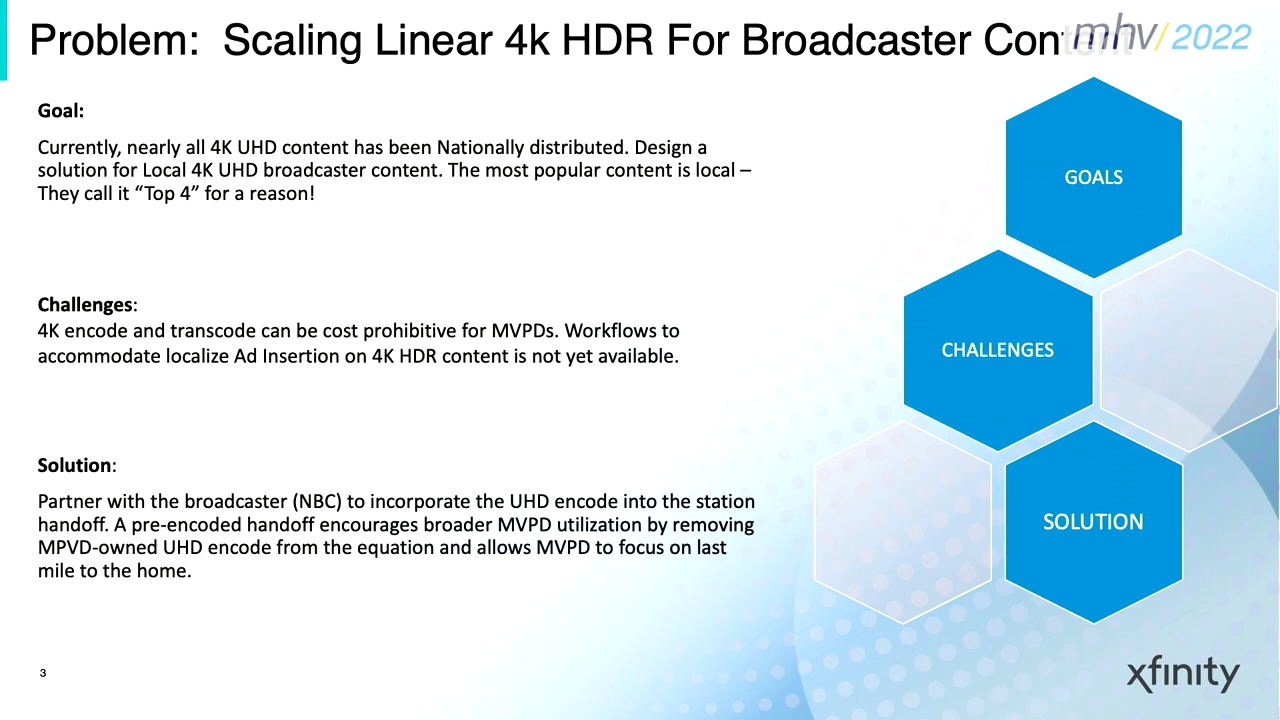 Problem:  Scaling Linear 4k HDR For Broadcaster Content
mhv/2022
Goal:
Currently, nearly all 4K UHD content has been Nationally distributed. Design a
solution for Local 4K UHD broadcaster content. The most popular content is local –
They call it “Top 4” for a reason!
Challenges:
4K encode and transcode can be cost prohibitive for MVPDs. Workflows to
accommodate localize Ad Insertion on 4K HDR content is not yet available.
Solution:
Partner with the broadcaster (NBC) to incorporate the UHD encode into the station
handoff. A pre-encoded handoff encourages broader MVPD utilization by removing
MPVD-owned UHD encode from the equation and allows MVPD to focus on last
mile to the home.
GOALS
CHALLENGES
SOLUTION
3
xfinity